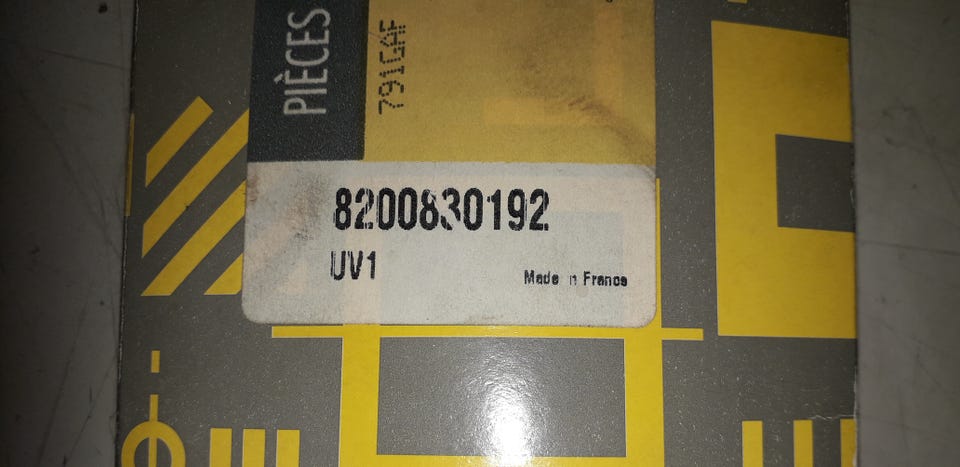 PIÈCES
791GAF
8200830192
UV1
Made n France